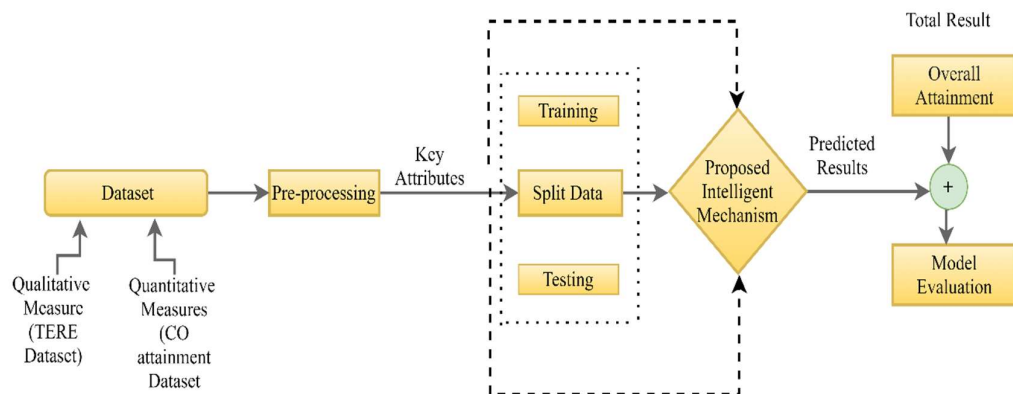 Total Result
Overall
Attainment
Training
Key
Attributes
Proposed
Intelligent
Mechanism
Predicted
Results
Dataset
Pre-processing
Split Data
+
Qualitative
Measure
(TERE
Dataset)
Quantitative
Measures
(CO
attainment
Dataset
Testing
Model
Evaluation